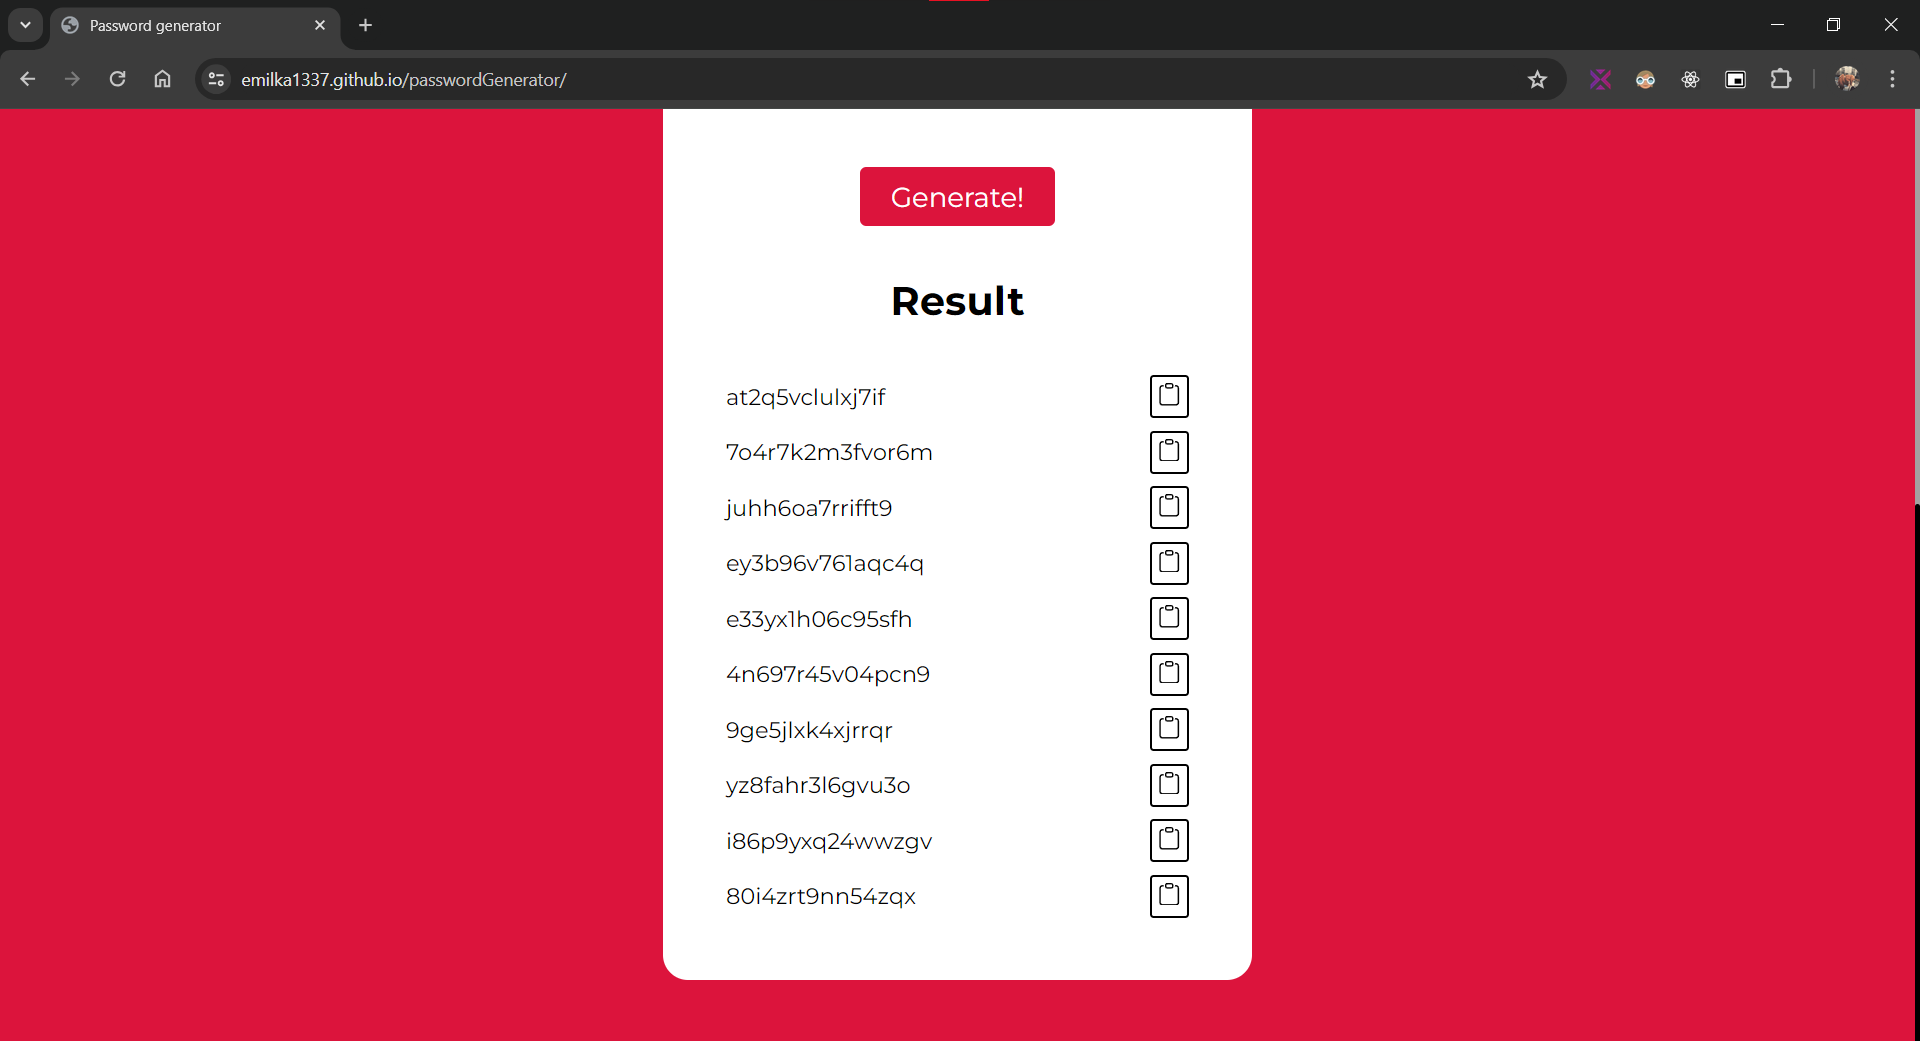 Password generator
emilka1337.github.io/passwordGenerator/
Generate!
Result
at2q5vclulxj7if
7o4r7k2m3fvor6m
juhh6oa7rrifft9
ey3b96v761aqc4q
e33yx1h06c95sfh
4n697r45v04pcn9
9ge5jlxk4xjrrqr
yz8fahr3l6gvu3o
i86p9yxq24wwzgv
80i4zrt9nn54zqx